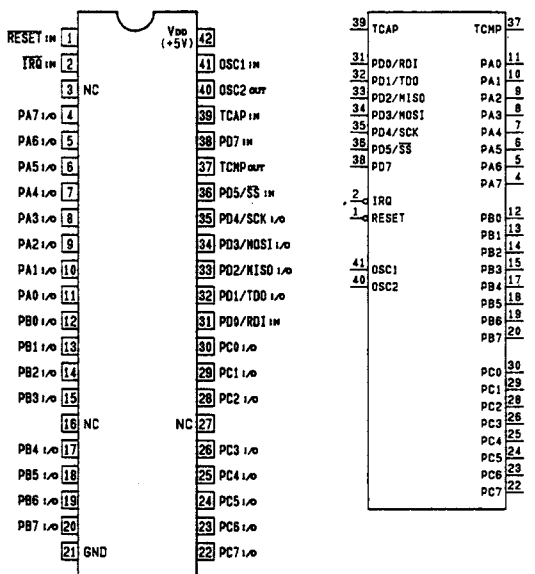 RESET IN 1 VDD (+5V) 42
IRQ IN 2 41 OSC1 IN
3 NC 40 OSC2 OUT
PA7 I/O 4 39 TCAP IN
PA6 I/O 5 38 PD7 IN
PA5 I/O 6 37 TCMP OUT
PA4 I/O 7 36 PD5/SS IN
PA3 I/O 8 35 PD4/SCK I/O
PA2 I/O 9 34 PD3/MOSI I/O
PA1 I/O 10 33 PD2/MISO I/O
PA0 I/O 11 32 PD1/TDO I/O
PB0 I/O 12 31 PD0/RDI IN
PB1 I/O 13 30 PC0 I/O
PB2 I/O 14 29 PC1 I/O
PB3 I/O 15 28 PC2 I/O
16 NC NC 27
PB4 I/O 17 26 PC3 I/O
PB5 I/O 18 25 PC4 I/O
PB6 I/O 19 24 PC5 I/O
PB7 I/O 20 23 PC6 I/O
21 GND 22 PC7 I/O
39 TCAP TCMP 37
31 PD0/RDI PA0 11
32 PD1/TDO PA1 10
33 PD2/MISO PA2 9
34 PD3/MOSI PA3 8
35 PD4/SCK PA4 7
36 PD5/SS PA5 6
38 PD7 PA6 5
PA7 4
2 IRQ
1 RESET PB0 12
PB1 13
PB2 14
41 OSC1 PB3 15
40 OSC2 PB4 17
PB5 18
PB6 19
PB7 20
PC0 30
PC1 29
PC2 28
PC3 26
PC4 25
PC5 24
PC6 23
PC7 22